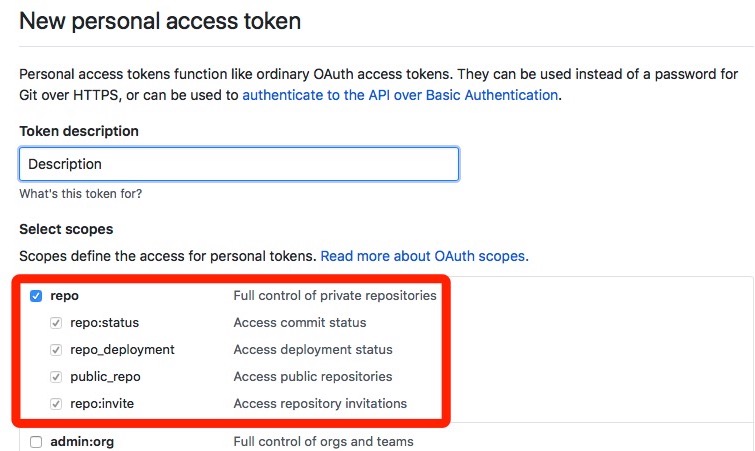 New personal access token
Personal access tokens function like ordinary OAuth access tokens. They can be used instead of a password for
Git over HTTPS, or can be used to authenticate to the API over Basic Authentication.
Token description
Description
What's this token for?
Select scopes
Scopes define the access for personal tokens. Read more about OAuth scopes.
repo Full control of private repositories
repo:status Access commit status
repo_deployment Access deployment status
public_repo Access public repositories
repo:invite Access repository invitations
admin:org Full control of orgs and teams